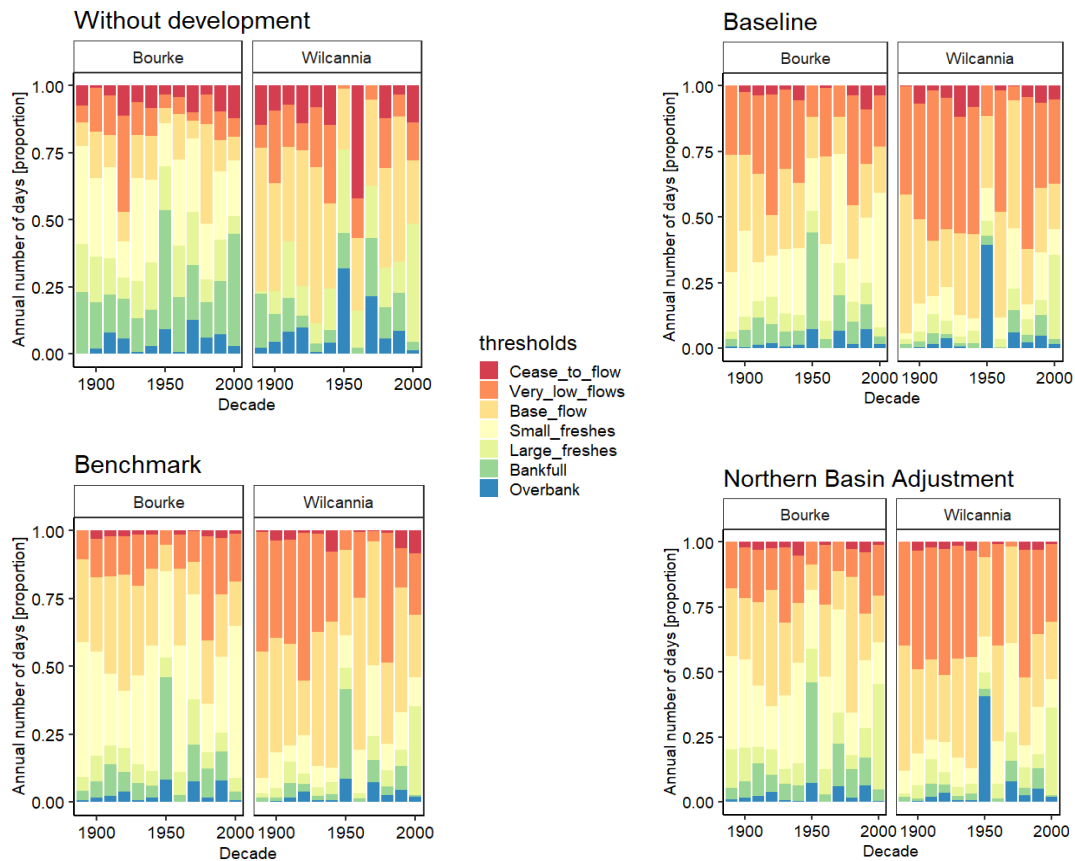 Without development
Bourke Wilcannia
1.00
0.75
0.50
0.25
0.00
Annual number of days [proportion]
1900 1950 2000 1900 1950 2000
Decade
Baseline
Bourke Wilcannia
1.00
0.75
0.50
0.25
0.00
Annual number of days [proportion]
1900 1950 2000 1900 1950 2000
Decade
thresholds
Cease_to_flow
Very_low_flows
Base_flow
Small_freshes
Large_freshes
Bankfull
Overbank
Benchmark
Bourke Wilcannia
1.00
0.75
0.50
0.25
0.00
Annual number of days [proportion]
1900 1950 2000 1900 1950 2000
Decade
Northern Basin Adjustment
Bourke Wilcannia
1.00
0.75
0.50
0.25
0.00
Annual number of days [proportion]
1900 1950 2000 1900 1950 2000
Decade